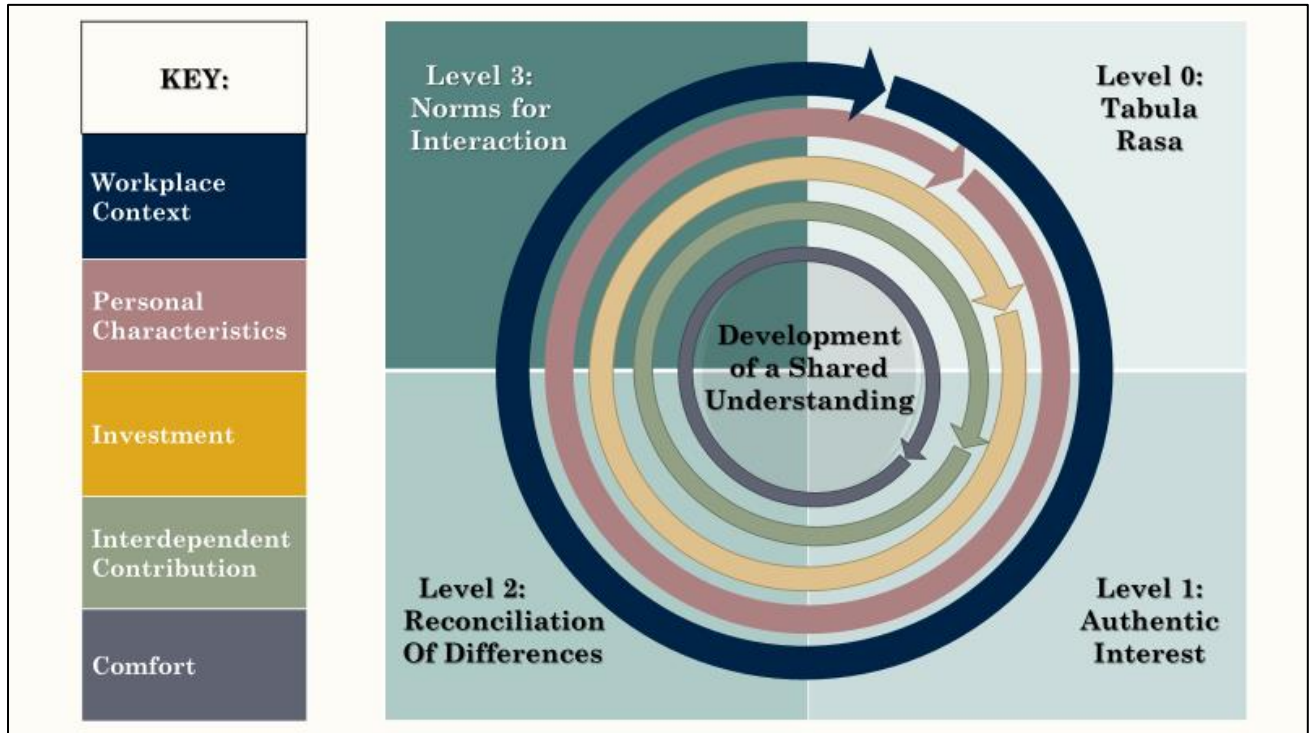 KEY:
Workplace
Context
Personal
Characteristics
Investment
Interdependent
Contribution
Comfort
Level 3:
Norms for
Interaction
Level 0:
Tabula
Rasa
Development
of a Shared
Understanding
Level 2:
Reconciliation
Of Differences
Level 1:
Authentic
Interest